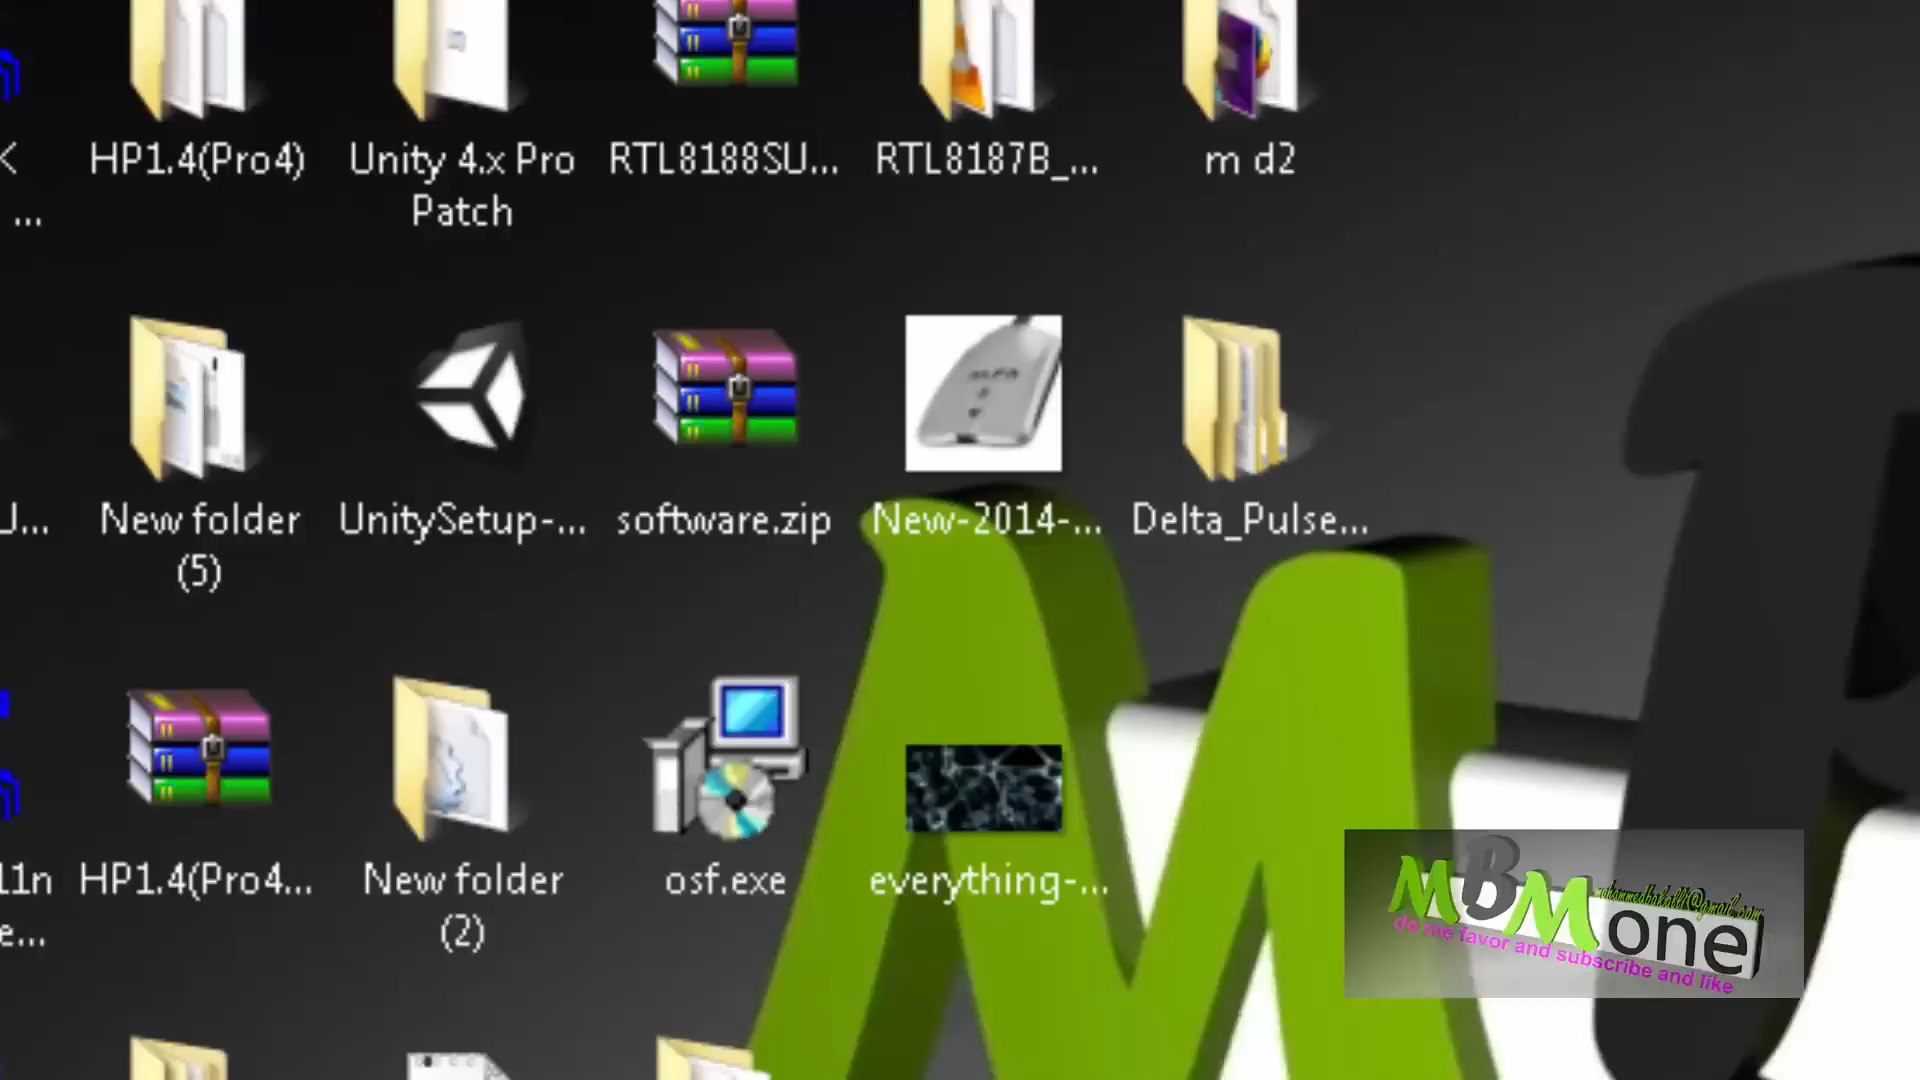 HP1.4(Pro4)
Unity 4.x Pro
Patch
RTL8188SU...
RTL8187B_...
m d2
...
New folder
(5)
UnitySetup-...
software.zip
New-2014-...
Delta_Pulse...
HP1.4(Pro4...
New folder
(2)
osf.exe
everything-...
11n
e...
MBMone
do me favor and subscribe and like